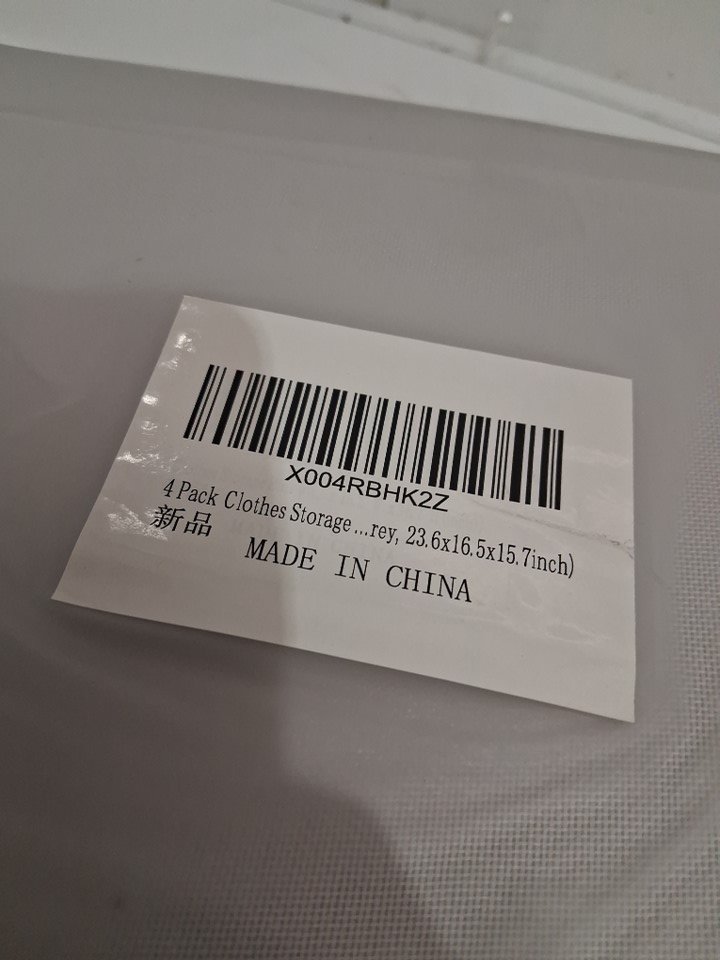 X004RBHK2Z
4 Pack Clothes Storage ...rey, 23.6x16.5x15.7inch)
新品
MADE IN CHINA